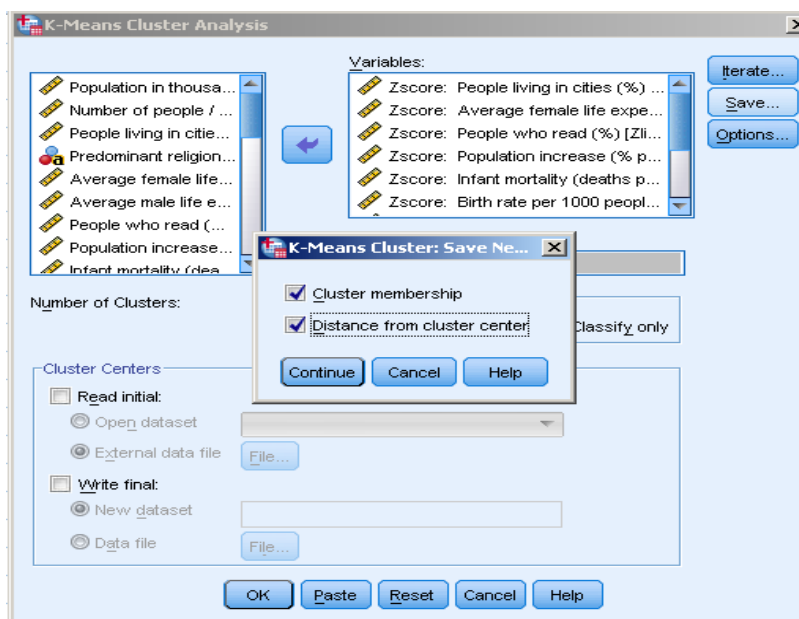 K-Means Cluster Analysis
Variables:
Population in thousa...
Number of people / ...
People living in citie...
Predominant religion...
Average female life...
Average male life e...
People who read (...
Population increase...
Infant mortality (dea...
Zscore: People living in cities (%) ...
Zscore: Average female life expe...
Zscore: People who read (%) [Zli...
Zscore: Population increase (% p...
Zscore: Infant mortality (deaths p...
Zscore: Birth rate per 1000 peopl...
Iterate...
Save...
Options...
K-Means Cluster: Save Ne...
Cluster membership
Distance from cluster center
Continue Cancel Help
Number of Clusters:
Classify only
Cluster Centers
Read initial:
Open dataset
External data file File...
Write final:
New dataset
Data file File...
OK Paste Reset Cancel Help